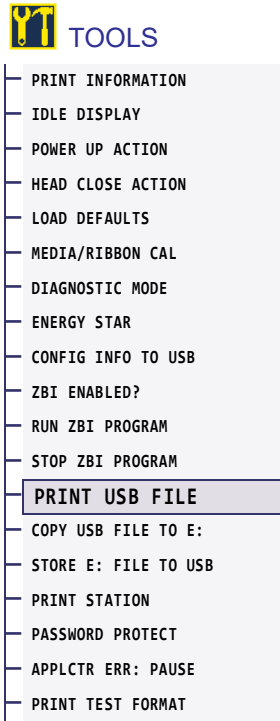 TOOLS
PRINT INFORMATION
IDLE DISPLAY
POWER UP ACTION
HEAD CLOSE ACTION
LOAD DEFAULTS
MEDIA/RIBBON CAL
DIAGNOSTIC MODE
ENERGY STAR
CONFIG INFO TO USB
ZBI ENABLED?
RUN ZBI PROGRAM
STOP ZBI PROGRAM
PRINT USB FILE
COPY USB FILE TO E:
STORE E: FILE TO USB
PRINT STATION
PASSWORD PROTECT
APPLCTR ERR: PAUSE
PRINT TEST FORMAT